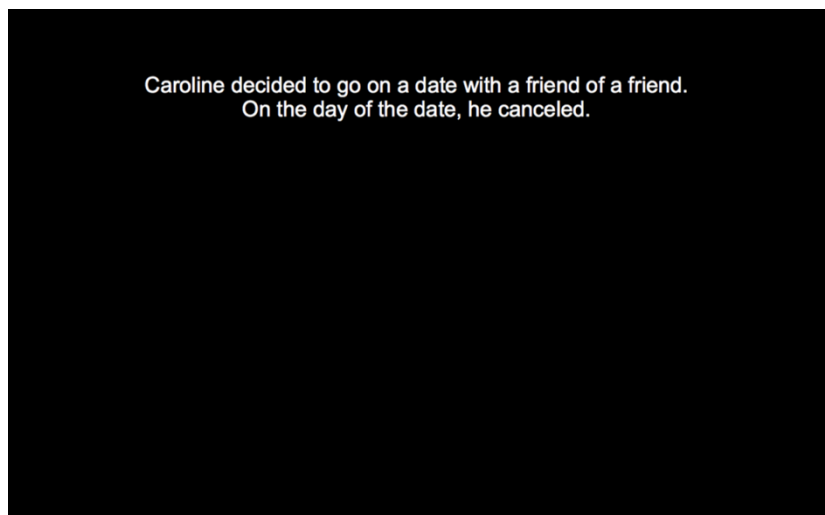 Caroline decided to go on a date with a friend of a friend.
On the day of the date, he canceled.